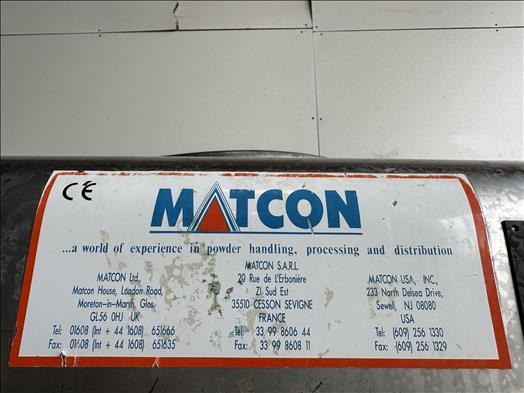 CE
MATCON
...a world of experience in powder handling, processing and distribution
MATCON Ltd,
Matcon House, London Road,
Moreton-in-Marsh, Glos,
GL56 0HJ UK
Tel: 01608 (Int + 44 1608) 651666
Fax: 01608 (Int + 44 1608) 651635
MATCON S.A.R.L
20 Rue de L'Erbonière
ZI Sud Est
35510 CESSON SEVIGNE
FRANCE
Tel: 33 99 8606 44
Fax: 33 99 8608 11
MATCON USA, INC,
233 North Delsea Drive,
Sewell, NJ 08080
USA
Tel: (609) 256 1330
Fax: (609) 256 1329